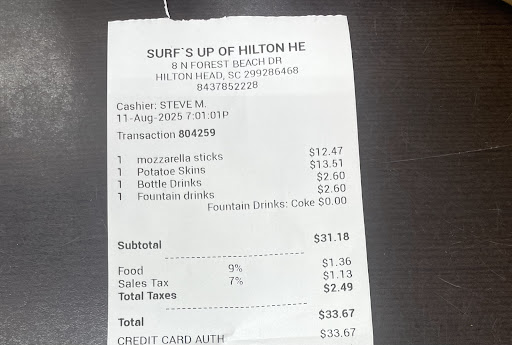 SURF`S UP OF HILTON HE
8 N FOREST BEACH DR
HILTON HEAD, SC 299286468
8437852228
Cashier: STEVE M.
11-Aug-2025 7:01:01P
Transaction 804259
1 mozzarella sticks $12.47
1 Potatoe Skins $13.51
1 Bottle Drinks $2.60
1 Fountain drinks $2.60
Fountain Drinks: Coke $0.00
Subtotal $31.18
Food 9% $1.36
Sales Tax 7% $1.13
Total Taxes $2.49
Total $33.67
CREDIT CARD AUTH $33.67